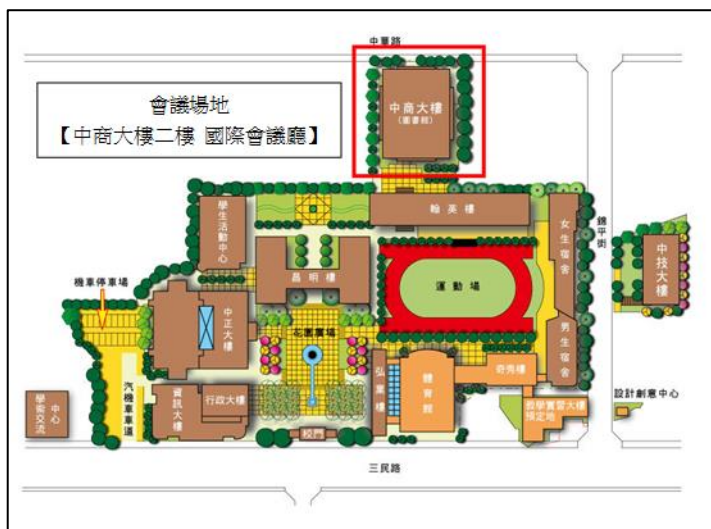 中華路
會議場地
【中商大樓二樓 國際會議廳】
中商大樓
(圖書館)
翰英樓
學生活動中心
女生宿舍
錦平街
中技大樓
昌明樓
運動場
機車停車場
中正大樓
花園廣場
男生宿舍
弘業樓
體育館
奇秀樓
設計創意中心
汽機車車道
資訊大樓
行政大樓
教學實習大樓
預定地
學術交流
中心
校門
三民路